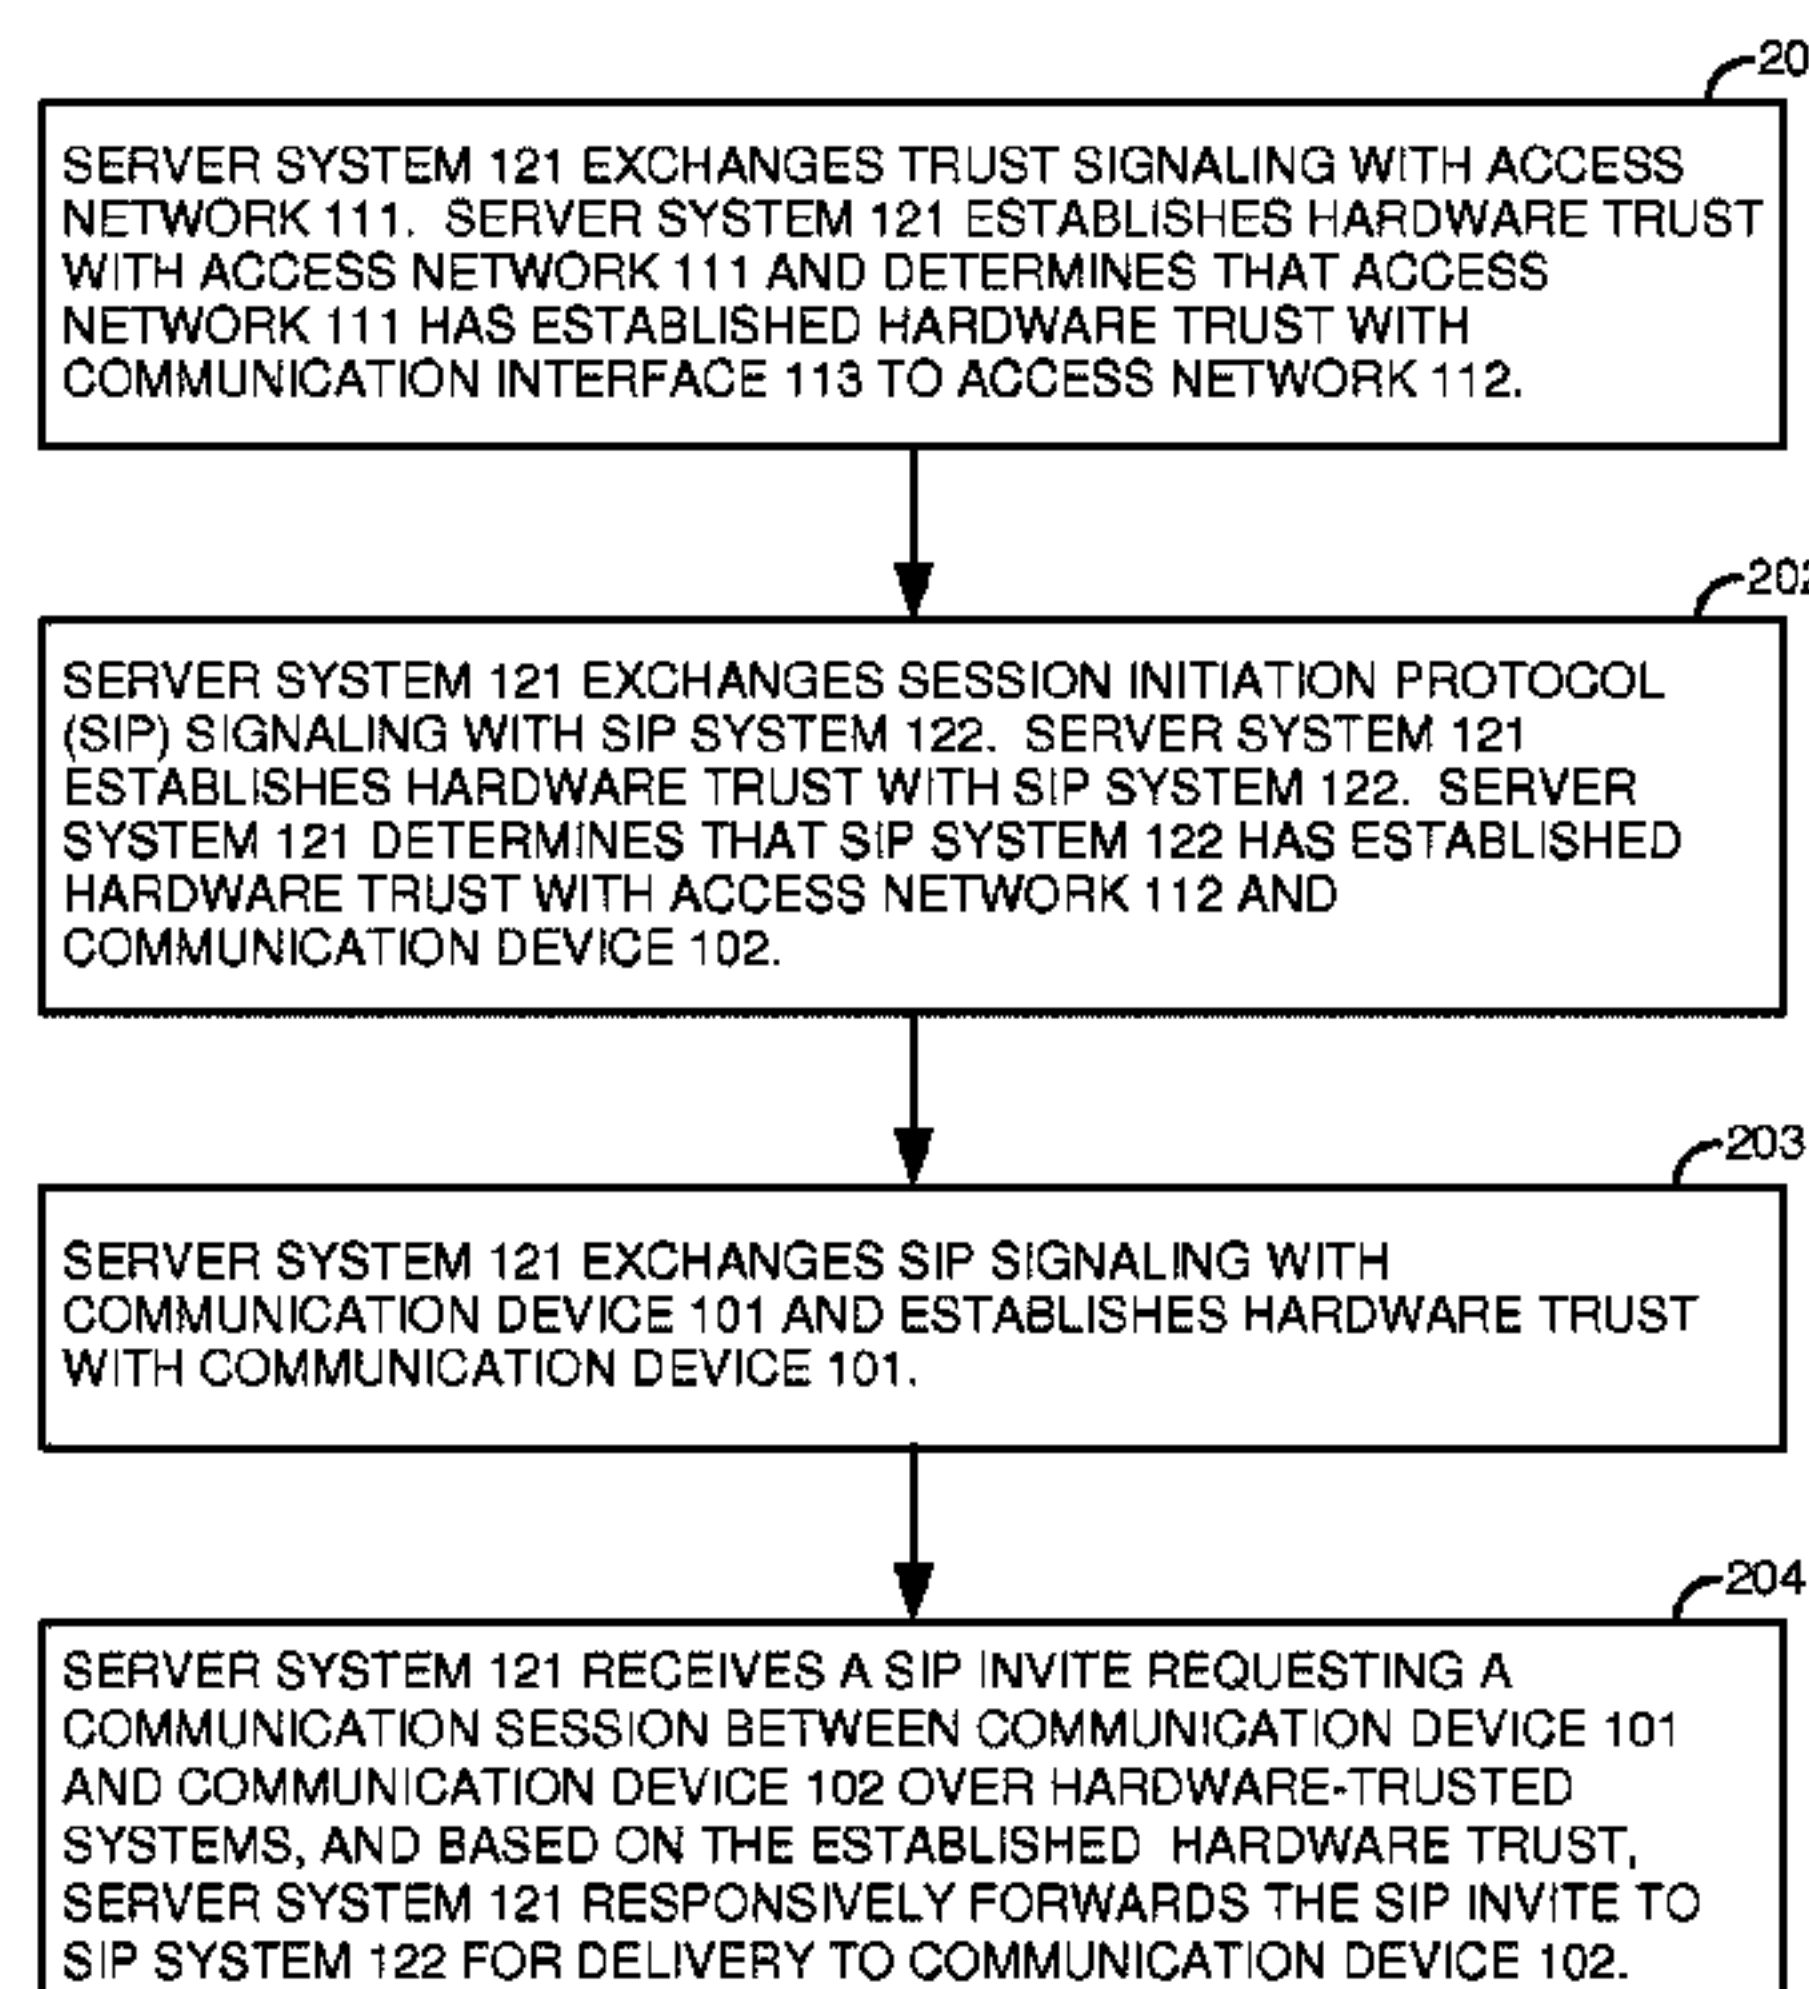 20
SERVER SYSTEM 121 EXCHANGES TRUST SIGNALING WITH ACCESS
NETWORK 111. SERVER SYSTEM 121 ESTABLISHES HARDWARE TRUST
WITH ACCESS NETWORK 111 AND DETERMINES THAT ACCESS
NETWORK 111 HAS ESTABLISHED HARDWARE TRUST WITH
COMMUNICATION INTERFACE 113 TO ACCESS NETWORK 112.
202
SERVER SYSTEM 121 EXCHANGES SESSION INITIATION PROTOCOL
(SIP) SIGNALING WITH SIP SYSTEM 122. SERVER SYSTEM 121
ESTABLISHES HARDWARE TRUST WITH SIP SYSTEM 122. SERVER
SYSTEM 121 DETERMINES THAT SIP SYSTEM 122 HAS ESTABLISHED
HARDWARE TRUST WITH ACCESS NETWORK 112 AND
COMMUNICATION DEVICE 102.
203
SERVER SYSTEM 121 EXCHANGES SIP SIGNALING WITH
COMMUNICATION DEVICE 101 AND ESTABLISHES HARDWARE TRUST
WITH COMMUNICATION DEVICE 101.
204
SERVER SYSTEM 121 RECEIVES A SIP INVITE REQUESTING A
COMMUNICATION SESSION BETWEEN COMMUNICATION DEVICE 101
AND COMMUNICATION DEVICE 102 OVER HARDWARE-TRUSTED
SYSTEMS, AND BASED ON THE ESTABLISHED HARDWARE TRUST,
SERVER SYSTEM 121 RESPONSIVELY FORWARDS THE SIP INVITE TO
SIP SYSTEM 122 FOR DELIVERY TO COMMUNICATION DEVICE 102.